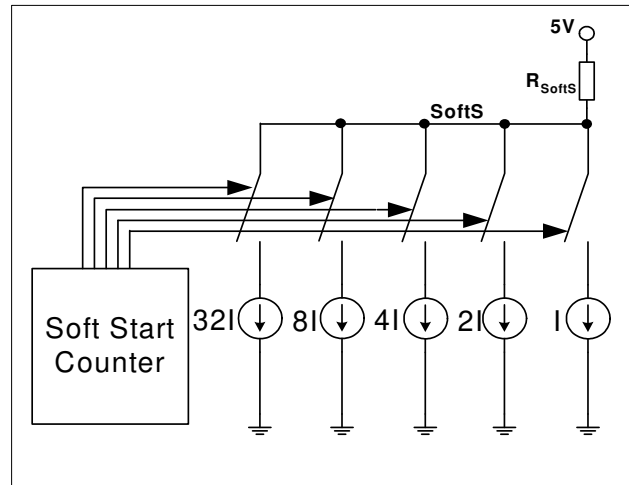 5V
RSoftS
SoftS
Soft Start
Counter
32I
8I
4I
2I
I